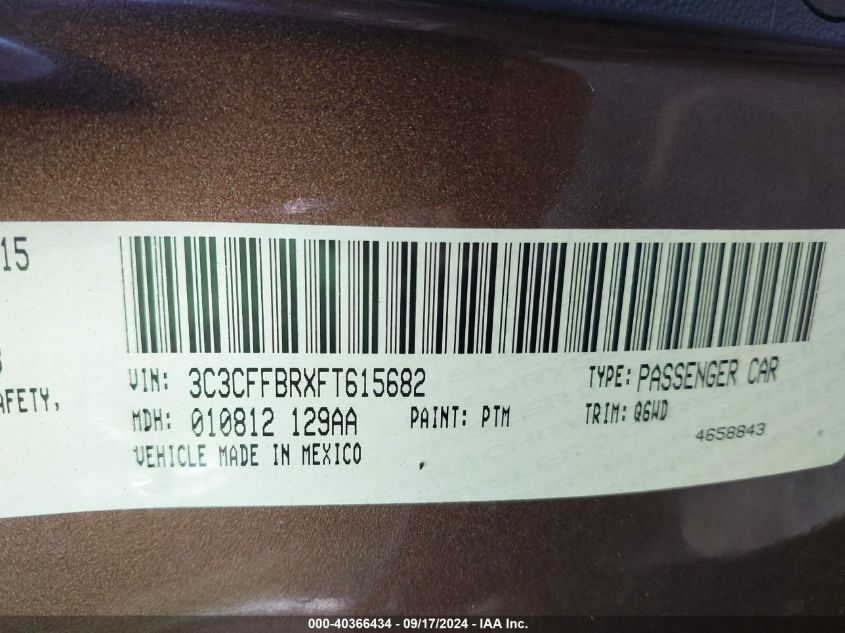 15
AFETY,
VIN: 3C3CFFBRXFT615682 TYPE: PASSENGER CAR
MDH: 010812 129AA PAINT: PTM TRIM: Q6WD
VEHICLE MADE IN MEXICO 4658843
000-40366434 - 09/17/2024 - IAA Inc.